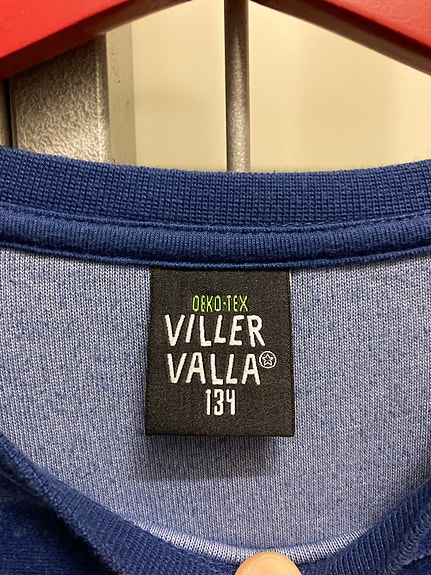 OEKO-TEX
VILLER
VALLA
134